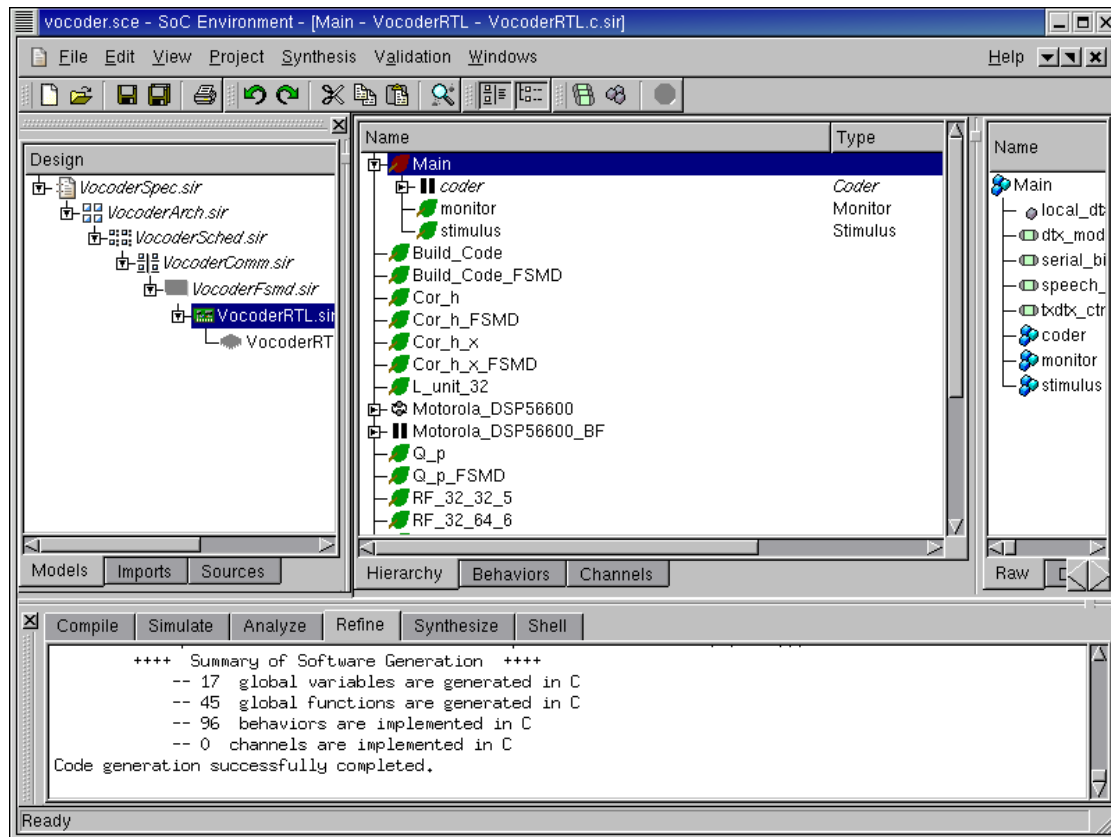 vocoder.sce - SoC Environment - [Main - VocoderRTL - VocoderRTL.c.sir]
File Edit View Project Synthesis Validation Windows Help
Design
VocoderSpec.sir
VocoderArch.sir
VocoderSched.sir
VocoderComm.sir
VocoderFsmd.sir
VocoderRTL.sir
VocoderRT
Models Imports Sources
Name Type
Main
coder Coder
monitor Monitor
stimulus Stimulus
Build_Code
Build_Code_FSMD
Cor_h
Cor_h_FSMD
Cor_h_x
Cor_h_x_FSMD
L_unit_32
Motorola_DSP56600
Motorola_DSP56600_BF
Q_p
Q_p_FSMD
RF_32_32_5
RF_32_64_6
Hierarchy Behaviors Channels
Name
Main
local_dt
dtx_mod
serial_bi
speech_
txdtx_ctr
coder
monitor
stimulus
Raw
Compile Simulate Analyze Refine Synthesize Shell
++++ Summary of Software Generation ++++
-- 17 global variables are generated in C
-- 45 global functions are generated in C
-- 96 behaviors are implemented in C
-- 0 channels are implemented in C
Code generation successfully completed.
Ready